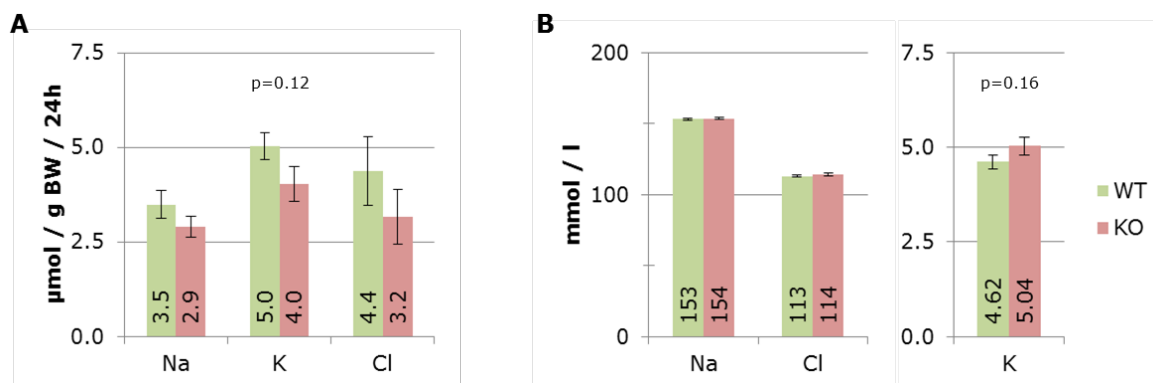 A
μmol / g BW / 24h
7.5
5.0
2.5
0.0
p=0.12
3.5
2.9
5.0
4.0
4.4
3.2
Na
K
Cl
B
mmol / l
200
100
0
153
154
113
114
Na
Cl
7.5
5.0
2.5
0.0
p=0.16
4.62
5.04
K
WT
KO